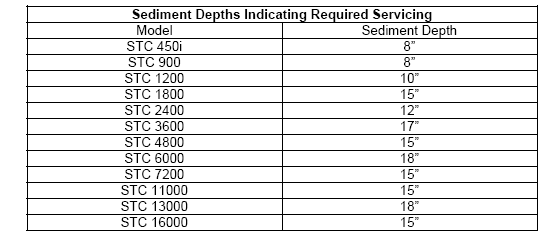 Sediment Depths Indicating Required Servicing
Model Sediment Depth
STC 450i 8”
STC 900 8”
STC 1200 10”
STC 1800 15”
STC 2400 12”
STC 3600 17”
STC 4800 15”
STC 6000 18”
STC 7200 15”
STC 11000 15”
STC 13000 18”
STC 16000 15”